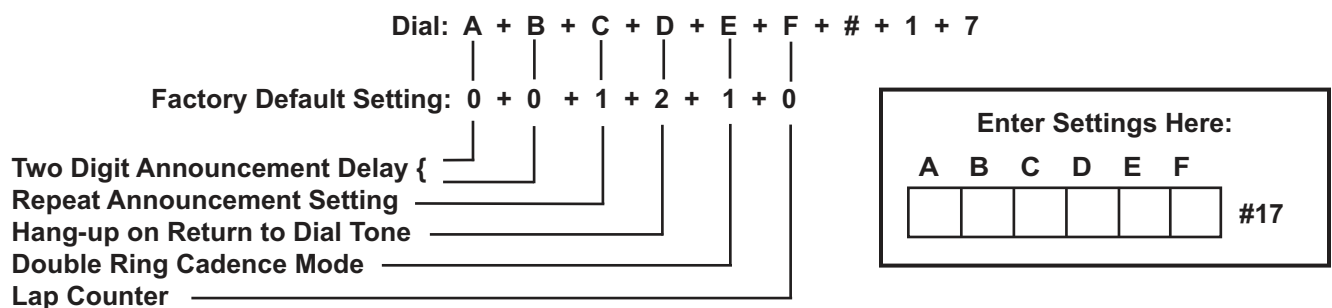 Dial: A + B + C + D + E + F + # + 1 + 7
Factory Default Setting: 0 + 0 + 1 + 2 + 1 + 0
Two Digit Announcement Delay {
Repeat Announcement Setting
Hang-up on Return to Dial Tone
Double Ring Cadence Mode
Lap Counter
Enter Settings Here:
A B C D E F
#17